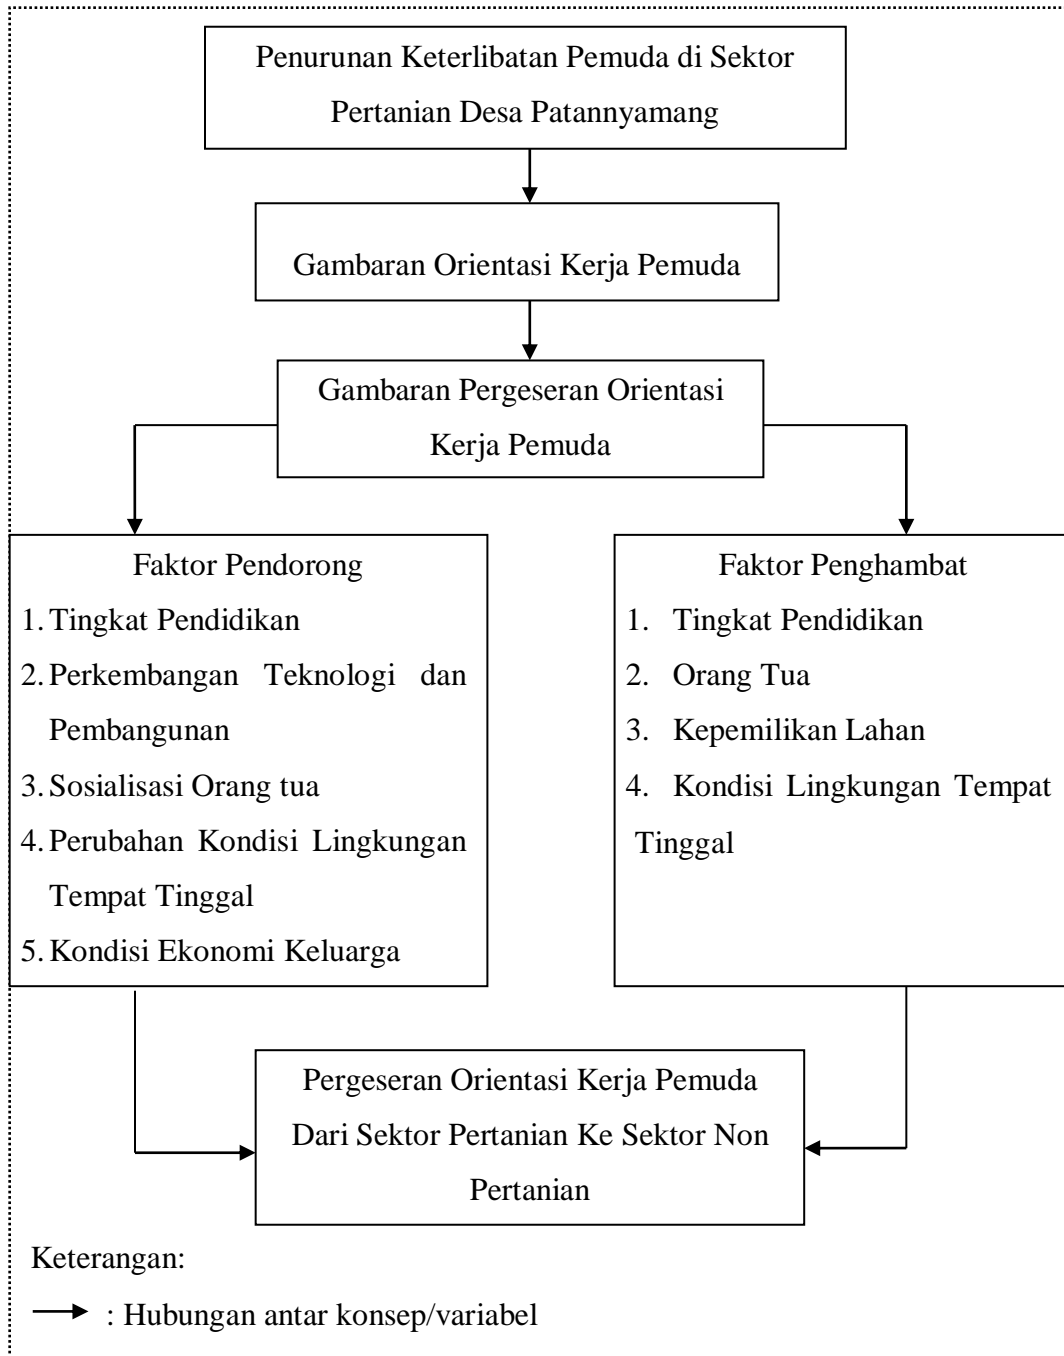 Penurunan Keterlibatan Pemuda di Sektor
Pertanian Desa Patannyamang
Gambaran Orientasi Kerja Pemuda
Gambaran Pergeseran Orientasi
Kerja Pemuda
Faktor Pendorong
1. Tingkat Pendidikan
2. Perkembangan Teknologi dan
Pembangunan
3. Sosialisasi Orang tua
4. Perubahan Kondisi Lingkungan
Tempat Tinggal
5. Kondisi Ekonomi Keluarga
Faktor Penghambat
1. Tingkat Pendidikan
2. Orang Tua
3. Kepemilikan Lahan
4. Kondisi Lingkungan Tempat
Tinggal
Pergeseran Orientasi Kerja Pemuda
Dari Sektor Pertanian Ke Sektor Non
Pertanian
Keterangan:
: Hubungan antar konsep/variabel